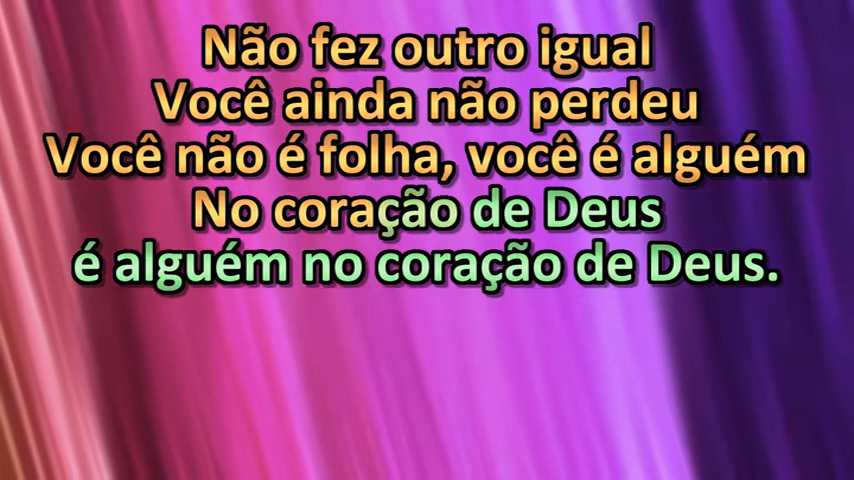 Não fez outro igual
Você ainda não perdeu
Você não é folha, você é alguém
No coração de Deus
é alguém no coração de Deus.